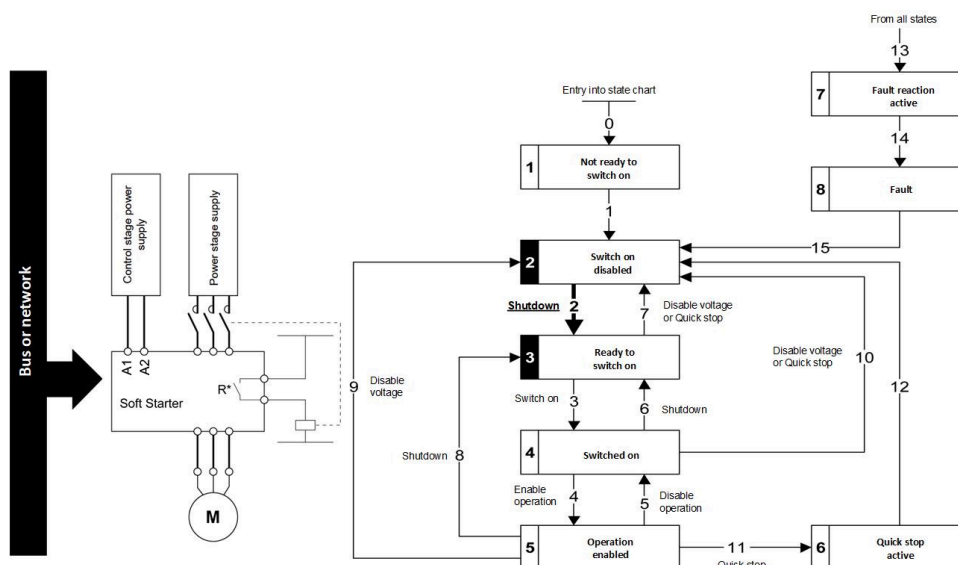 From all states
13
7
Fault reaction
active
14
8
Fault
15
Entry into state chart
0
1
Not ready to
switch on
1
2
Switch on
disabled
Shutdown
2
7
Disable voltage
or Quick stop
3
Ready to
switch on
Switch on
3
6
Shutdown
4
Switched on
Enable
operation
4
5
Disable
operation
5
Operation
enabled
11
Quick stop
6
Quick stop
active
Disable voltage
or Quick stop
10
12
9
Disable
voltage
Shutdown
8
Bus or network
Control stage power
supply
Power stage supply
A1
A2
R*
Soft Starter
M